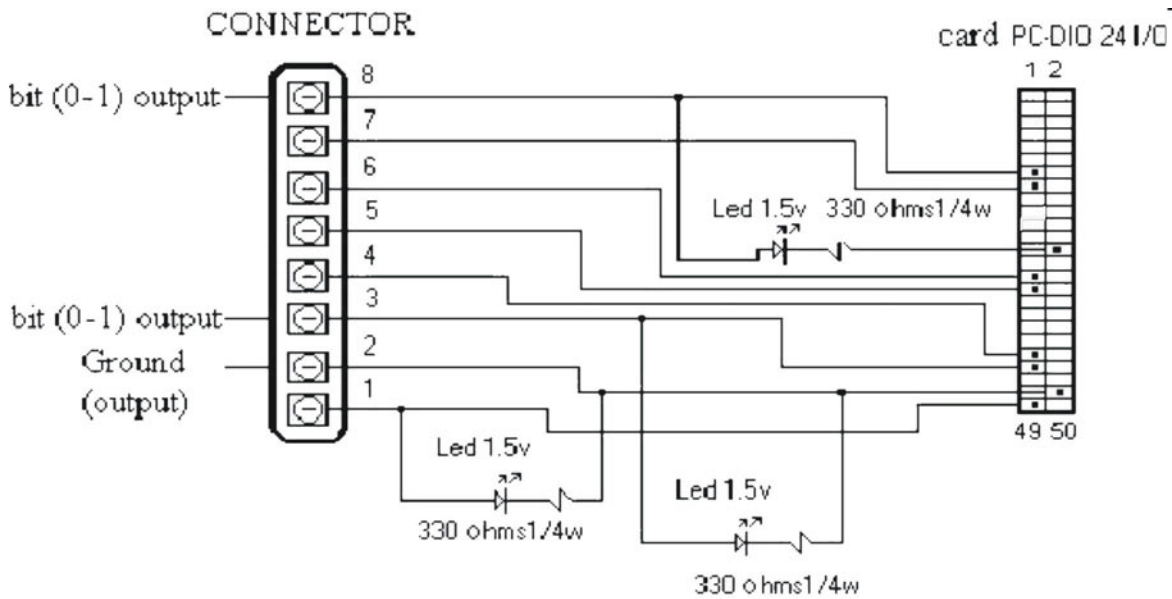 CONNECTOR
card PC-DIO 24 I/O
1 2
bit (0-1) output
8
7
6
5
4
3
2
1
Led 1.5v 330 ohms1/4w
bit (0-1) output
Ground
(output)
49 50
Led 1.5v
330 ohms1/4w
Led 1.5v
330 ohms1/4w